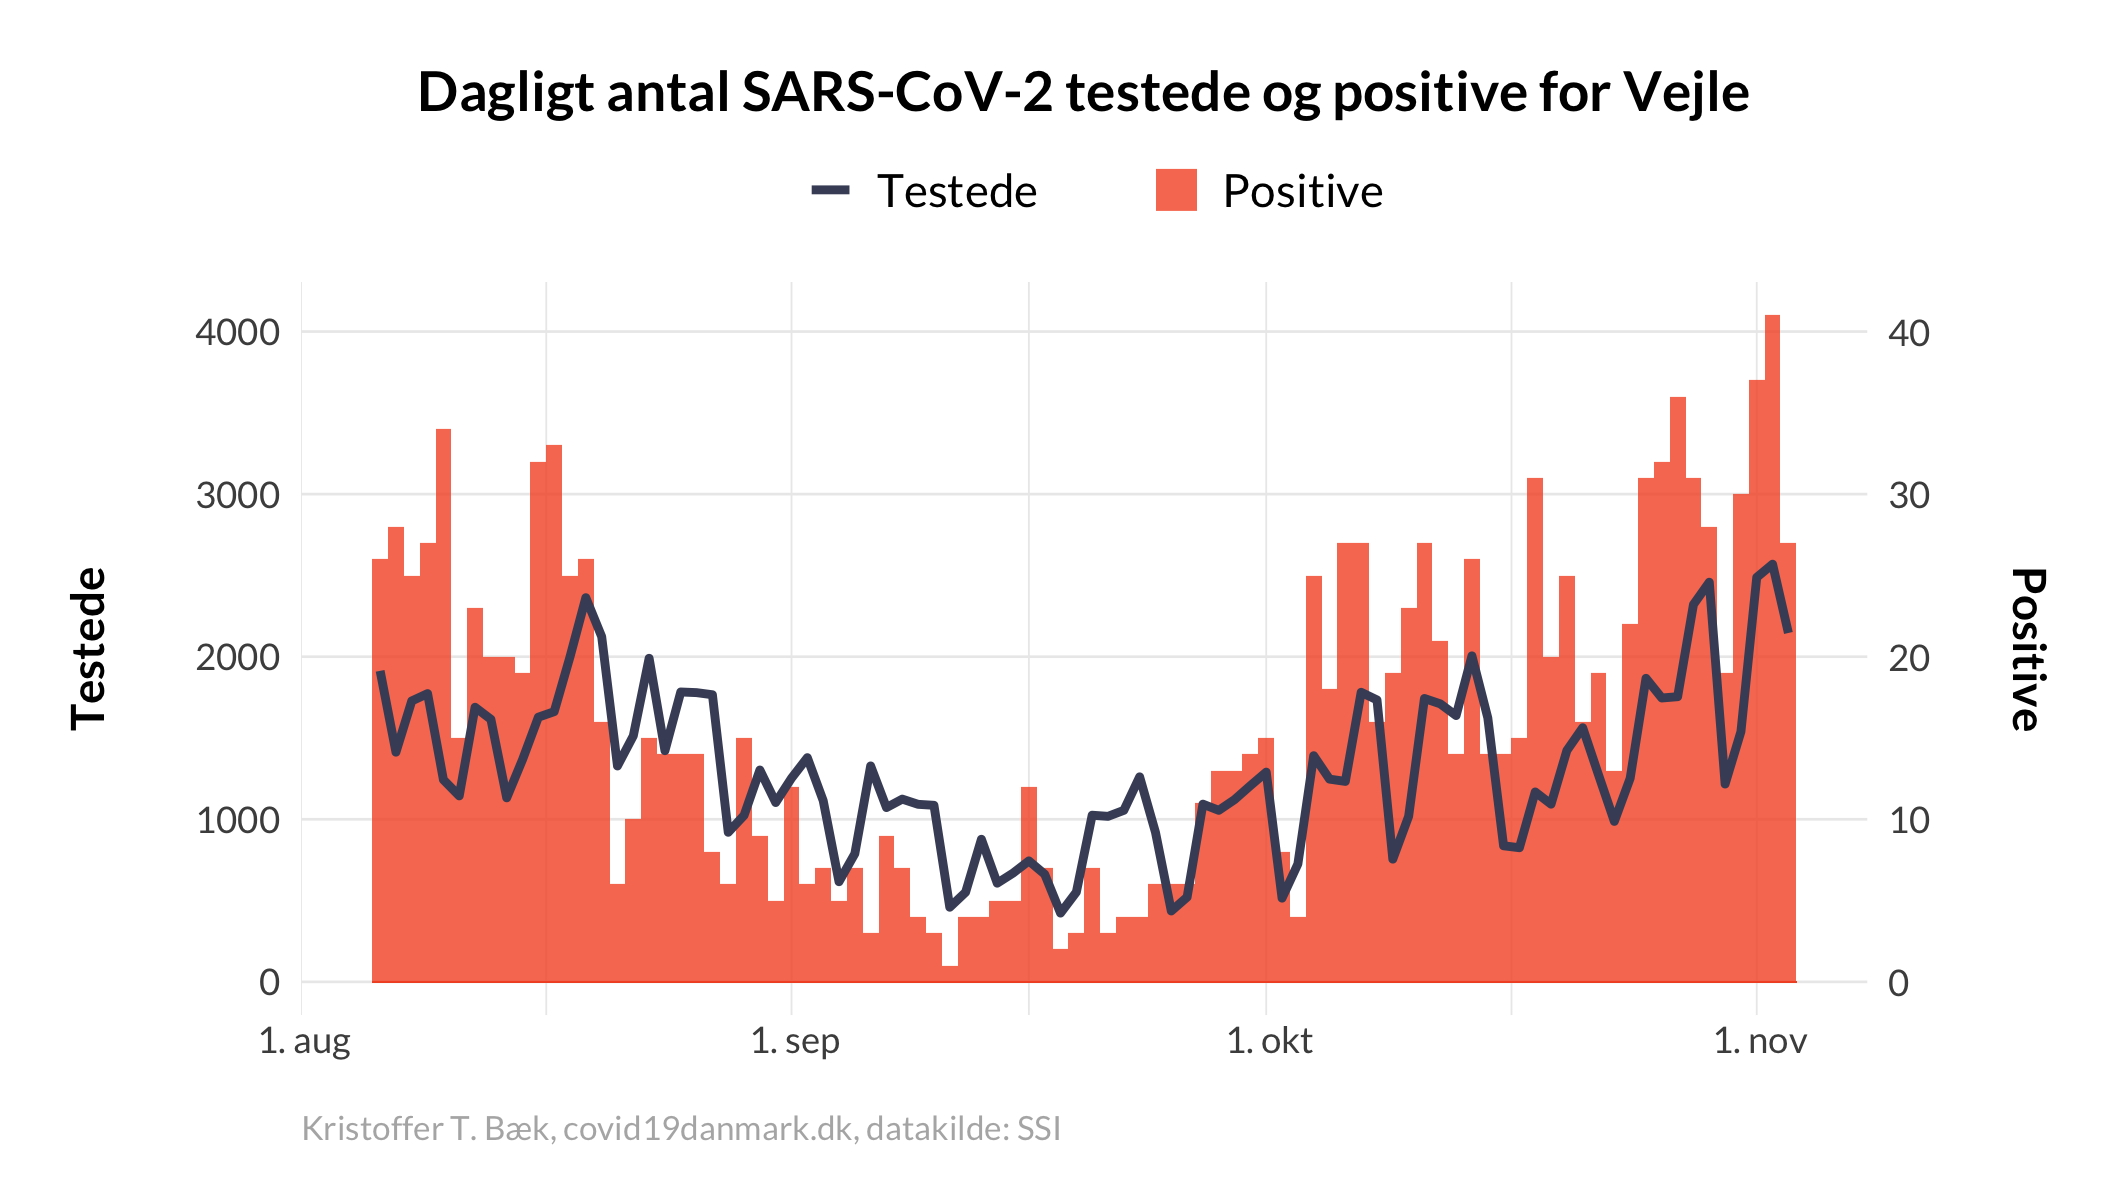 Dagligt antal SARS-CoV-2 testede og positive for Vejle
Testede Positive
4000 40
3000 30
2000 20
1000 10
0 0
Testede
Positive
1. aug 1. sep 1. okt 1. nov
Kristoffer T. Bæk, covid19danmark.dk, datakilde: SSI